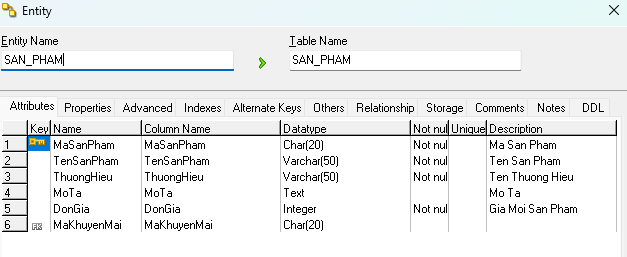 Entity
Entity Name Table Name
SAN_PHAM SAN_PHAM
Attributes Properties Advanced Indexes Alternate Keys Others Relationship Storage Comments Notes DDL
Key Name Column Name Datatype Not nul Unique Description
1 MaSanPham MaSanPham Char(20) Not nul Ma San Pham
2 TenSanPham TenSanPham Varchar(50) Not nul Ten San Pham
3 ThuongHieu ThuongHieu Varchar(50) Not nul Ten Thuong Hieu
4 MoTa MoTa Text Mo Ta
5 DonGia DonGia Integer Not nul Gia Moi San Pham
6 FK MaKhuyenMai MaKhuyenMai Char(20)